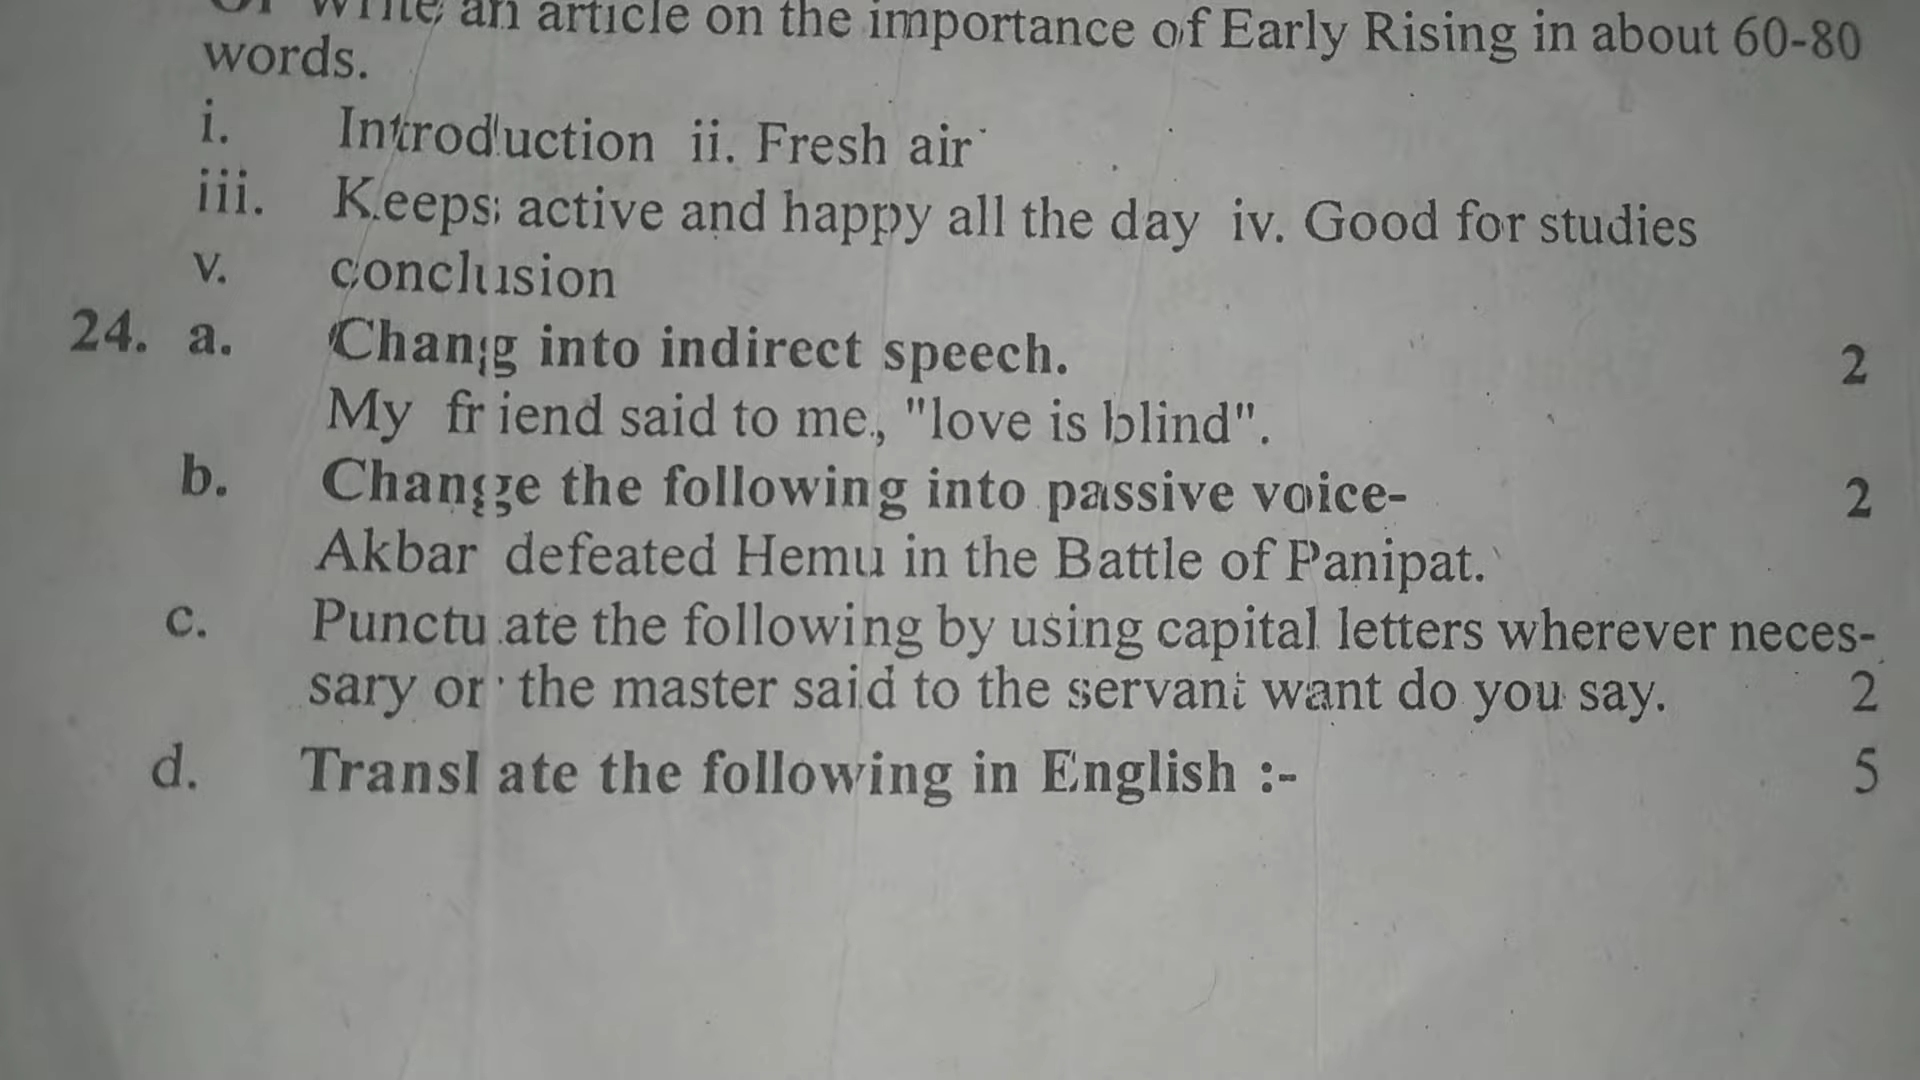 Or Write an article on the importance of Early Rising in about 60-80
words.
i. Introduction ii. Fresh air
iii. Keeps active and happy all the day iv. Good for studies
v. conclusion
24. a. Chang into indirect speech. 2
My friend said to me, "love is blind".
b. Change the following into passive voice- 2
Akbar defeated Hemu in the Battle of Panipat.
c. Punctuate the following by using capital letters wherever neces-
sary or the master said to the servant want do you say. 2
d. Translate the following in English :- 5